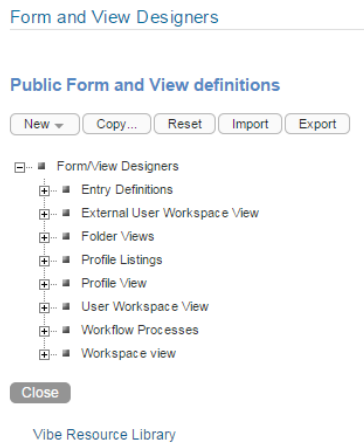 Form and View Designers
Public Form and View definitions
New Copy... Reset Import Export
Form/View Designers
Entry Definitions
External User Workspace View
Folder Views
Profile Listings
Profile View
User Workspace View
Workflow Processes
Workspace view
Close
Vibe Resource Library